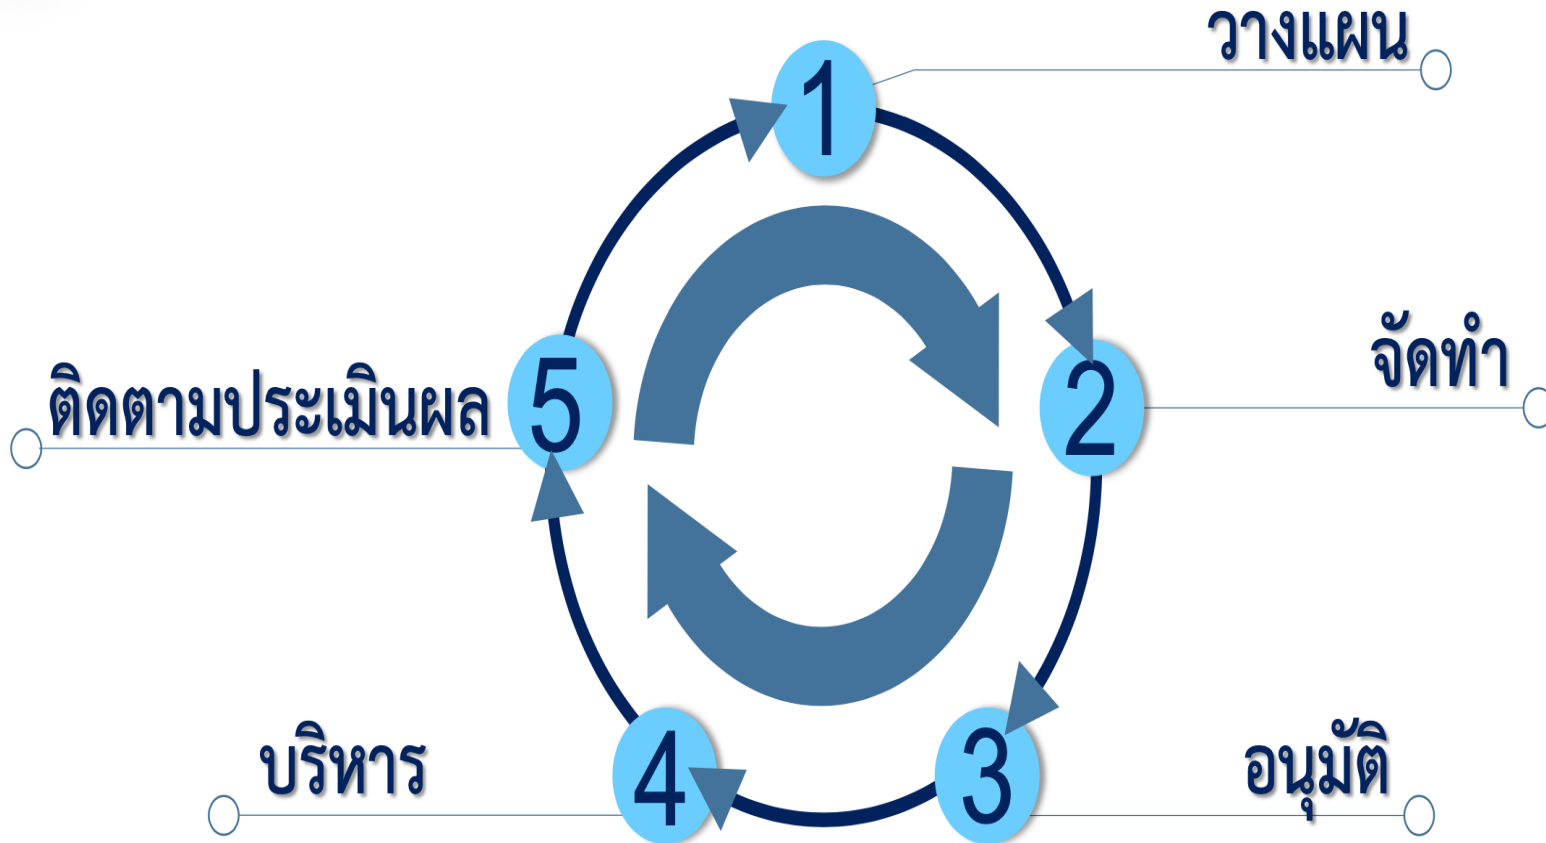 1
วางแผน
2
จัดทำ
3
อนุมัติ
4
บริหาร
5
ติดตามประเมินผล